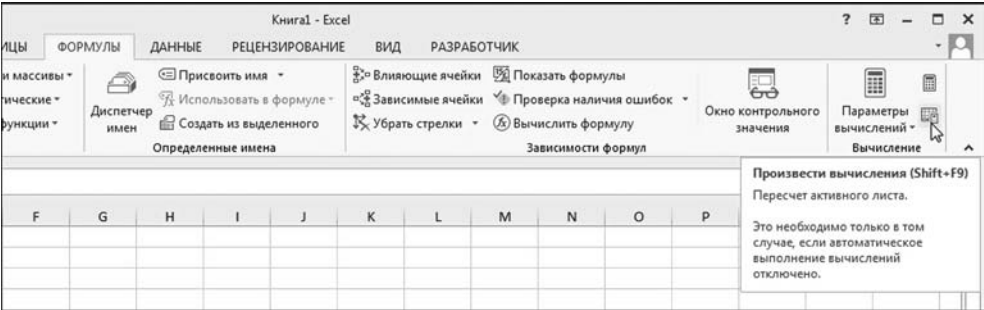 Книга1 - Excel
?
ИЦЫ ФОРМУЛЫ ДАННЫЕ РЕЦЕНЗИРОВАНИЕ ВИД РАЗРАБОТЧИК
и массивы
тические
функции
Диспетчер
имен
Присвоить имя
Использовать в формуле
Создать из выделенного
Определенные имена
Влияющие ячейки
Зависимые ячейки
Убрать стрелки
Показать формулы
Проверка наличия ошибок
Вычислить формулу
Зависимости формул
Окно контрольного
значения
Параметры
вычислений
Вычисление
Произвести вычисления (Shift+F9)
Пересчет активного листа.
Это необходимо только в том
случае, если автоматическое
выполнение вычислений
отключено.
F G H I J K L M N O P